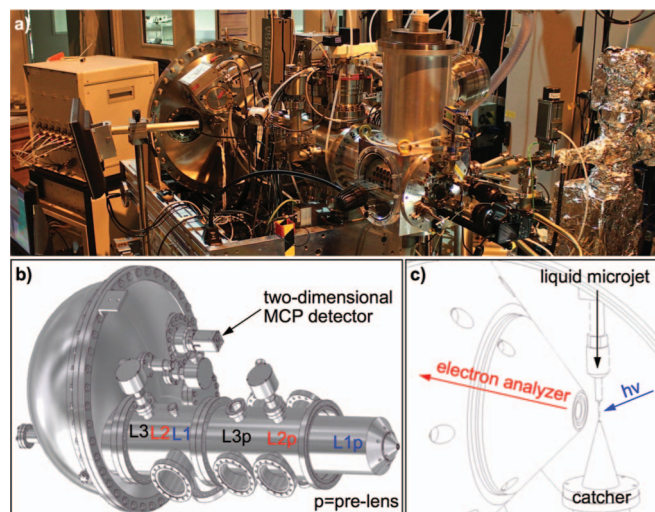 a)
b)
two-dimensional
MCP detector
L3 L2 L1 L3p L2p L1p
p=pre-lens
c)
liquid microjet
electron analyzer
hν
catcher